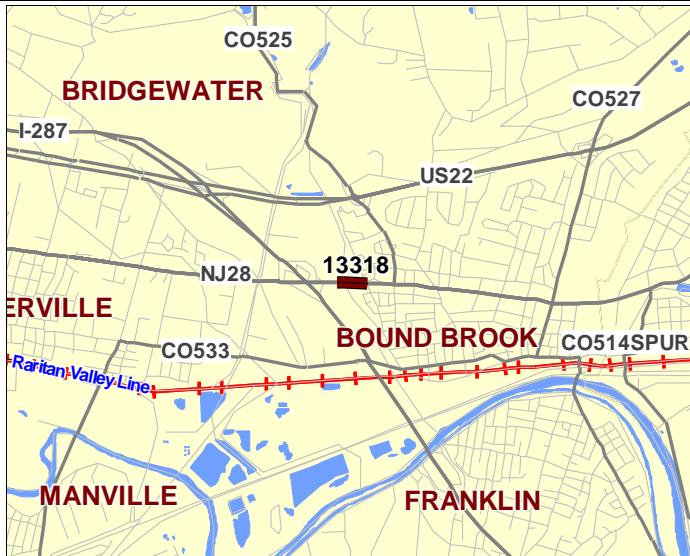 CO525
BRIDGEWATER
CO527
I-287
US22
13318
NJ28
ERVILLE
BOUND BROOK
CO514SPUR
CO533
Raritan Valley Line
MANVILLE
FRANKLIN